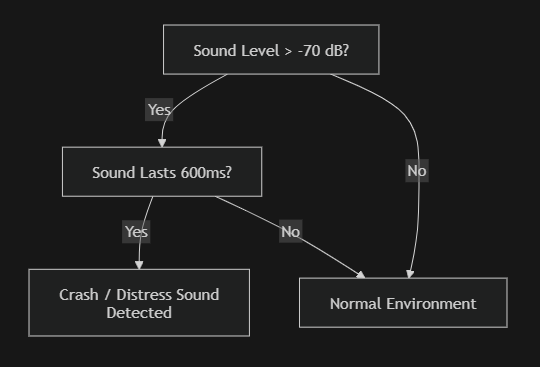 Sound Level > -70 dB?
Yes
No
Sound Lasts 600ms?
Yes
No
Crash / Distress Sound
Detected
Normal Environment